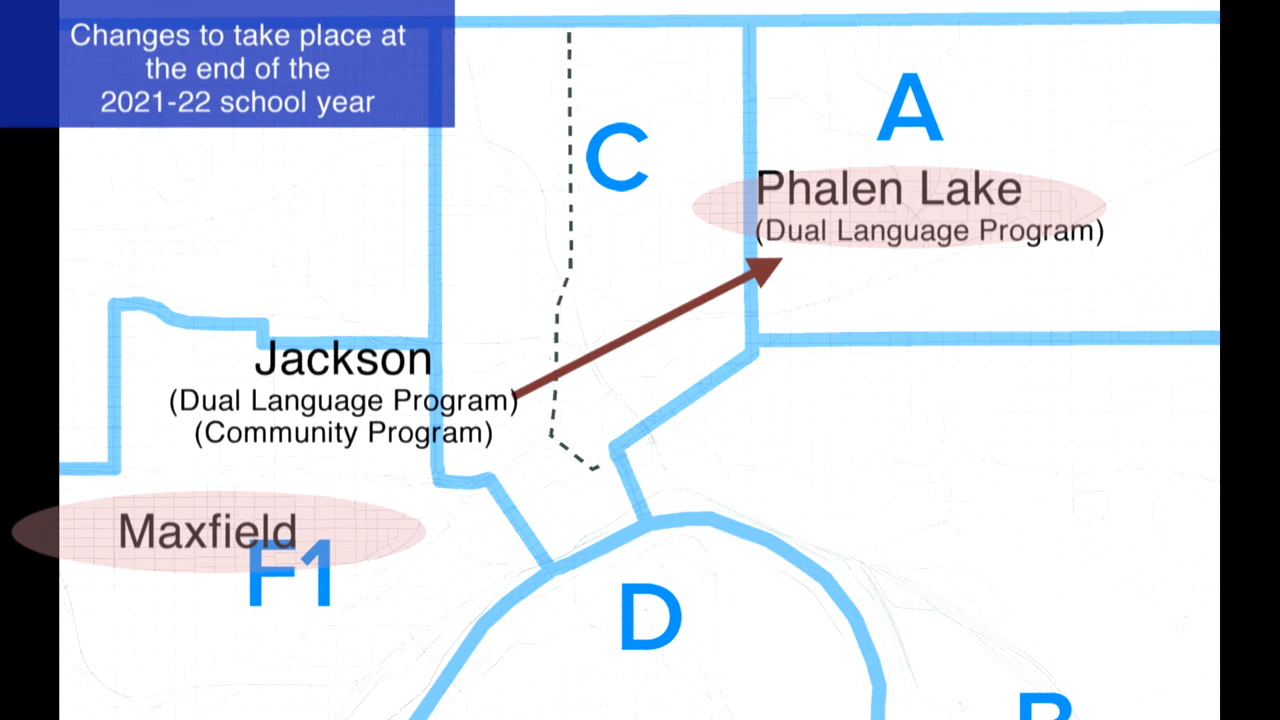 Changes to take place at
the end of the
2021-22 school year
A
C
Phalen Lake
(Dual Language Program)
Jackson
(Dual Language Program)
(Community Program)
Maxfield
F1
D